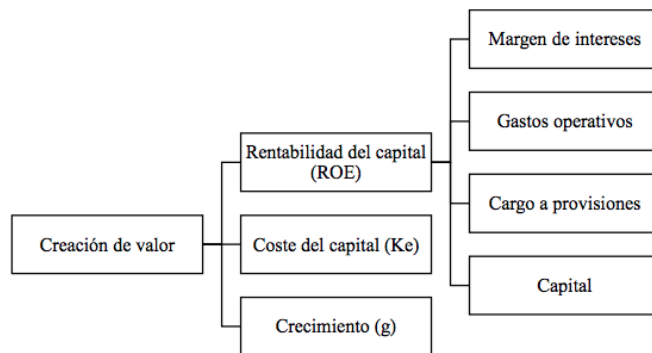 Creación de valor
Rentabilidad del capital
(ROE)
Coste del capital (Ke)
Crecimiento (g)
Margen de intereses
Gastos operativos
Cargo a provisiones
Capital